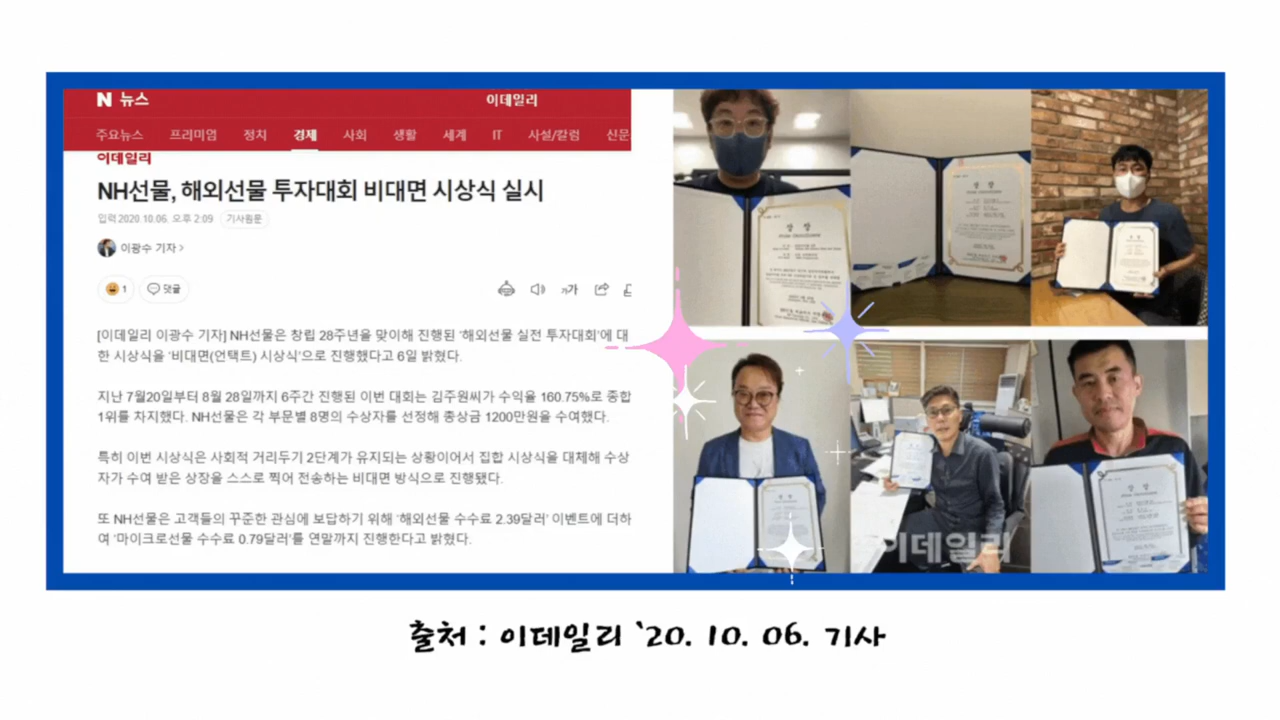 N 뉴스 이데일리
주요뉴스 프리미엄 정치 경제 사회 생활 세계 IT 사설/칼럼 신문
이데일리
NH선물, 해외선물 투자대회 비대면 시상식 실시
입력 2020.10.06. 오후 2:09 기사원문
이광수 기자
1 댓글
가가
[이데일리 이광수 기자] NH선물은 창립 28주년을 맞이해 진행된 '해외선물 실전 투자대회'에 대
한 시상식을 '비대면(언택트) 시상식'으로 진행했다고 6일 밝혔다.
지난 7월20일부터 8월 28일까지 6주간 진행된 이번 대회는 김주원씨가 수익율 160.75%로 종합
1위를 차지했다. NH선물은 각 부문별 8명의 수상자를 선정해 총상금 1200만원을 수여했다.
특히 이번 시상식은 사회적 거리두기 2단계가 유지되는 상황이어서 집합 시상식을 대체해 수상
자가 수여 받은 상장을 스스로 찍어 전송하는 비대면 방식으로 진행됐다.
또 NH선물은 고객들의 꾸준한 관심에 보답하기 위해 '해외선물 수수료 2.39달러' 이벤트에 더하
여 '마이크로선물 수수료 0.79달러'를 연말까지 진행한다고 밝혔다.
상 장
상 장
상 장
상 장
이데일리
출처 : 이데일리 '20. 10. 06. 기사